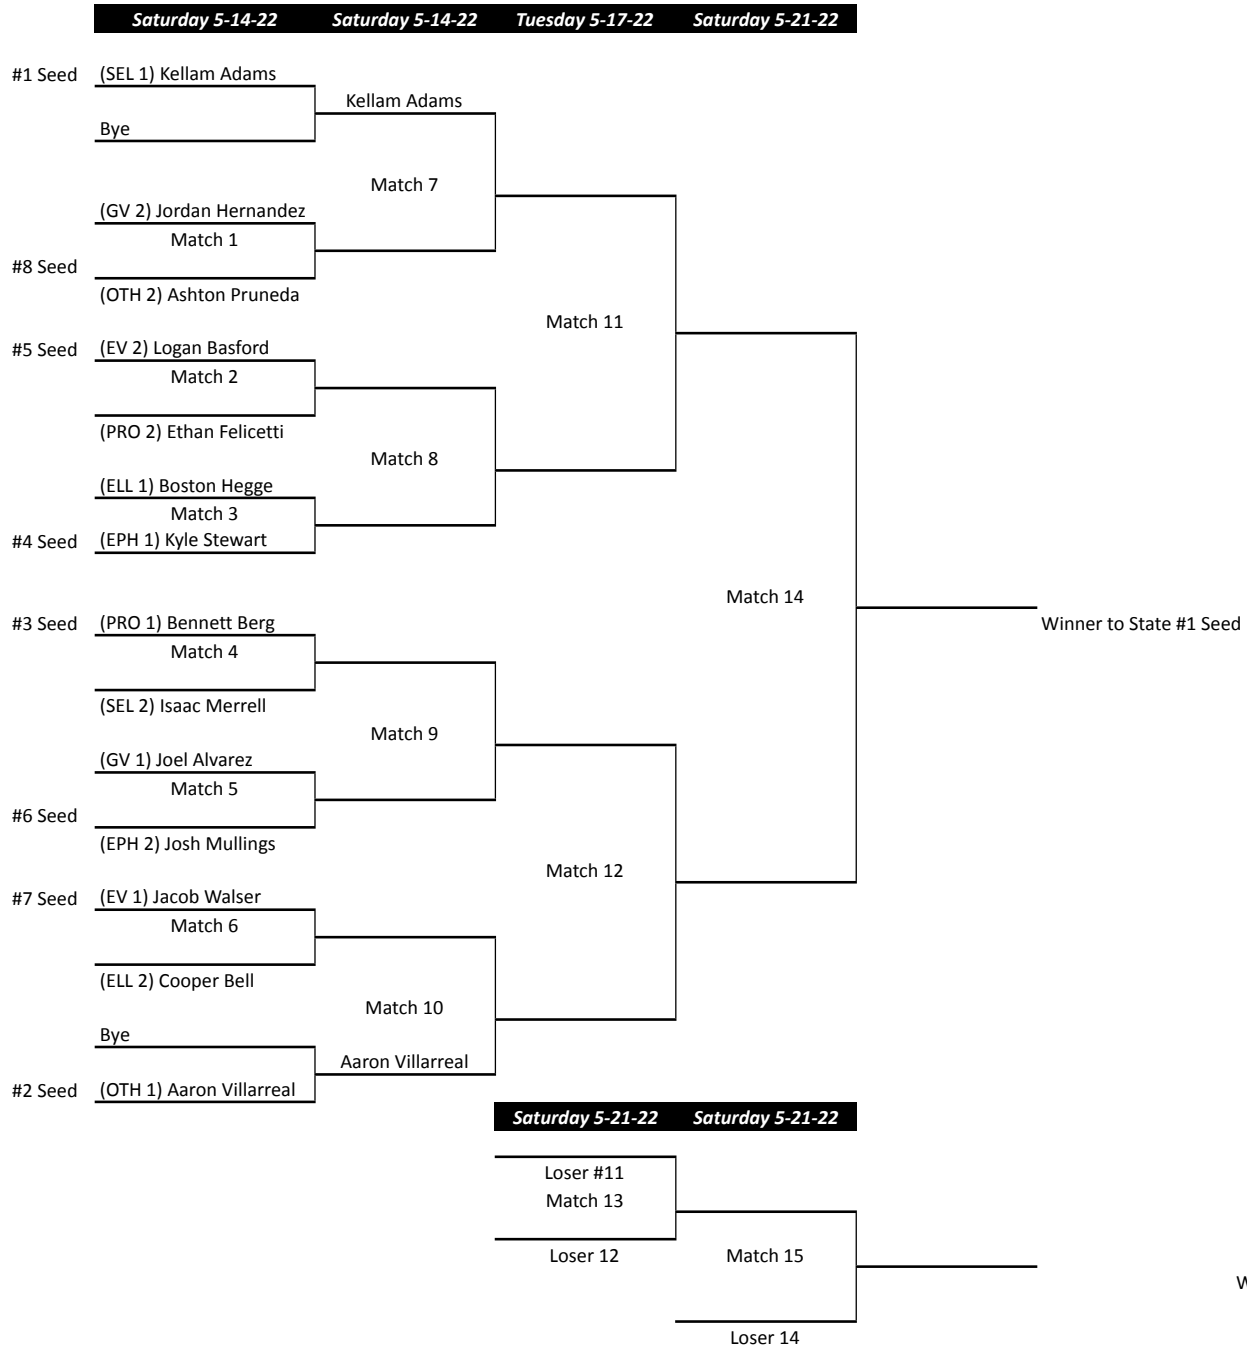 Saturday 5-14-22 Saturday 5-14-22 Tuesday 5-17-22 Saturday 5-21-22
#1 Seed (SEL 1) Kellam Adams
Kellam Adams
Bye
Match 7
(GV 2) Jordan Hernandez
Match 1
#8 Seed
(OTH 2) Ashton Pruneda
Match 11
#5 Seed (EV 2) Logan Basford
Match 2
(PRO 2) Ethan Felicetti
Match 8
(ELL 1) Boston Hegge
Match 3
#4 Seed (EPH 1) Kyle Stewart
Match 14
#3 Seed (PRO 1) Bennett Berg
Winner to State #1 Seed
Match 4
(SEL 2) Isaac Merrell
Match 9
(GV 1) Joel Alvarez
Match 5
#6 Seed
(EPH 2) Josh Mullings
Match 12
#7 Seed (EV 1) Jacob Walser
Match 6
(ELL 2) Cooper Bell
Match 10
Bye
Aaron Villarreal
#2 Seed (OTH 1) Aaron Villarreal
Saturday 5-21-22 Saturday 5-21-22
Loser #11
Match 13
Loser 12
Match 15
Loser 14